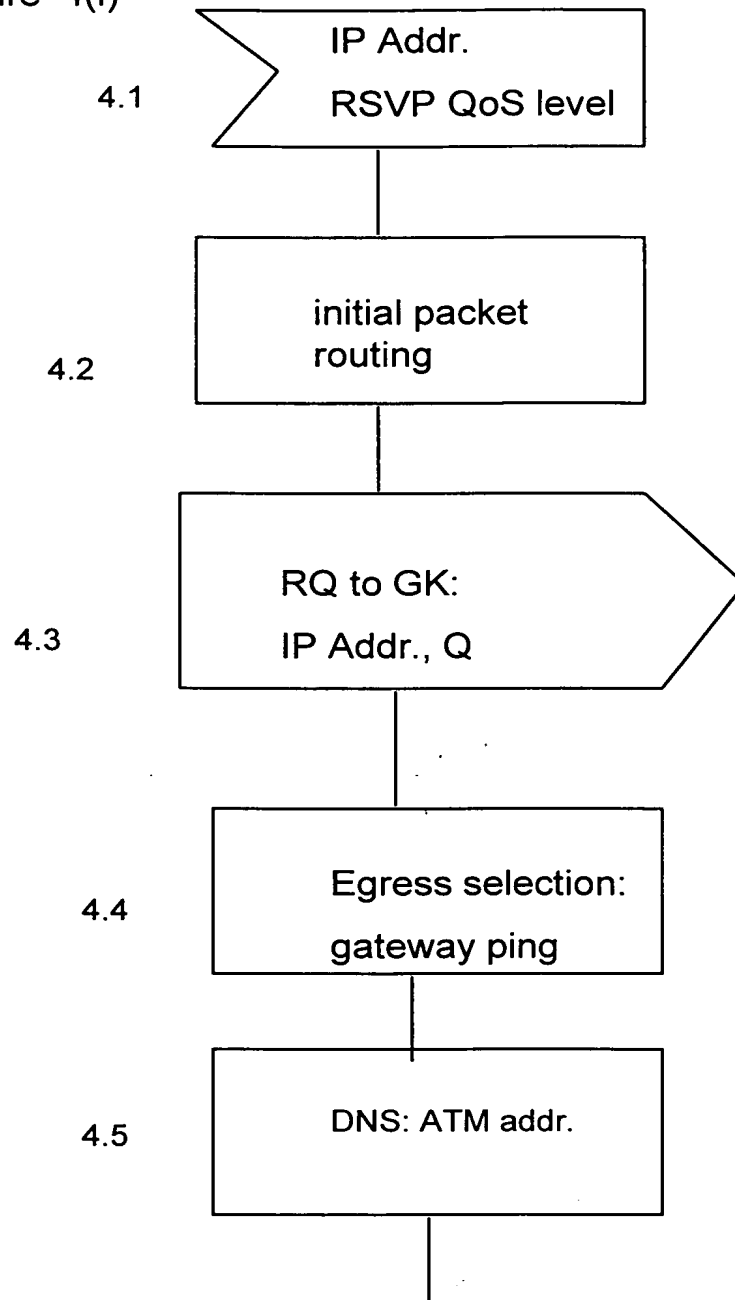 4(i)
IP Addr.
4.1
RSVP QoS level
initial packet
routing
4.2
RQ to GK:
4.3
IP Addr., Q
Egress selection:
4.4
gateway ping
DNS: ATM addr.
4.5